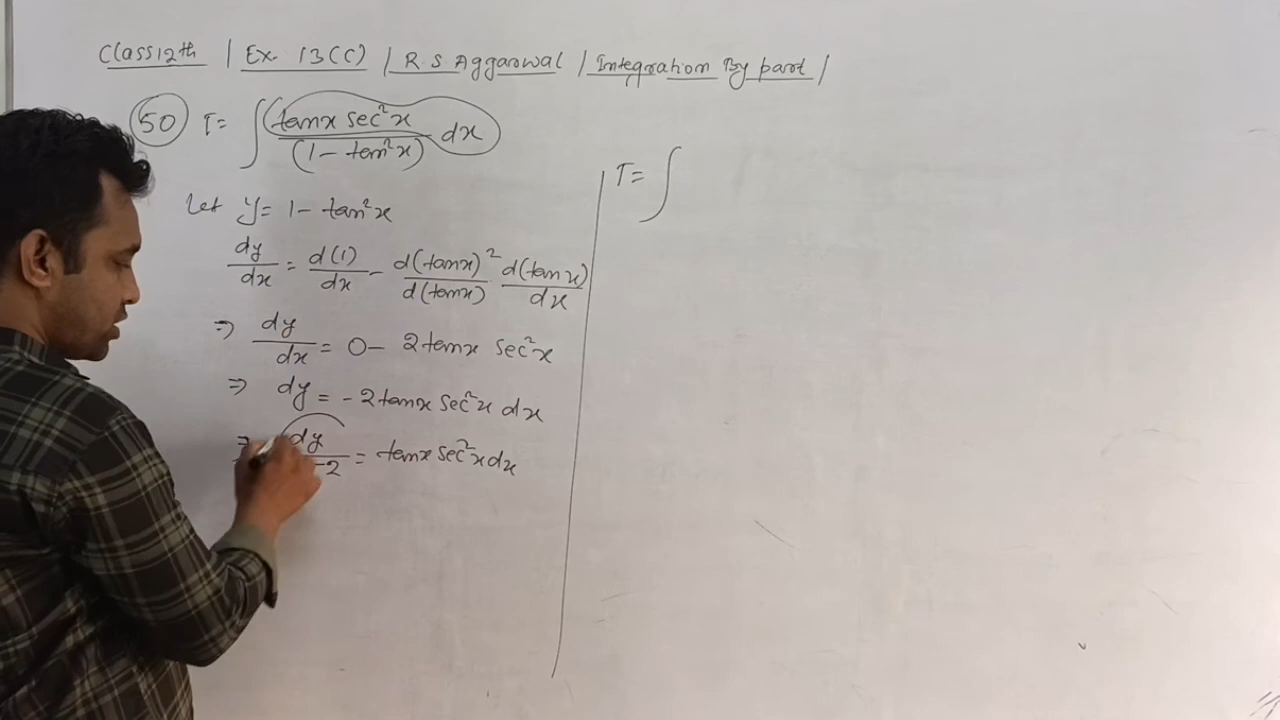 Class 12th / Ex. 13(C) / R.S Aggarwal / Integration By part /
50 I = ∫ tanx sec²x / (1 - tan²x) dx
Let y = 1 - tan²x
dy/dx = d(1)/dx - d(tanx)²/d(tanx) d(tanx)/dx
⇒ dy/dx = 0 - 2tanx sec²x
⇒ dy = -2tanx sec²x dx
⇒ dy/-2 = tanx sec²x dx
I = ∫